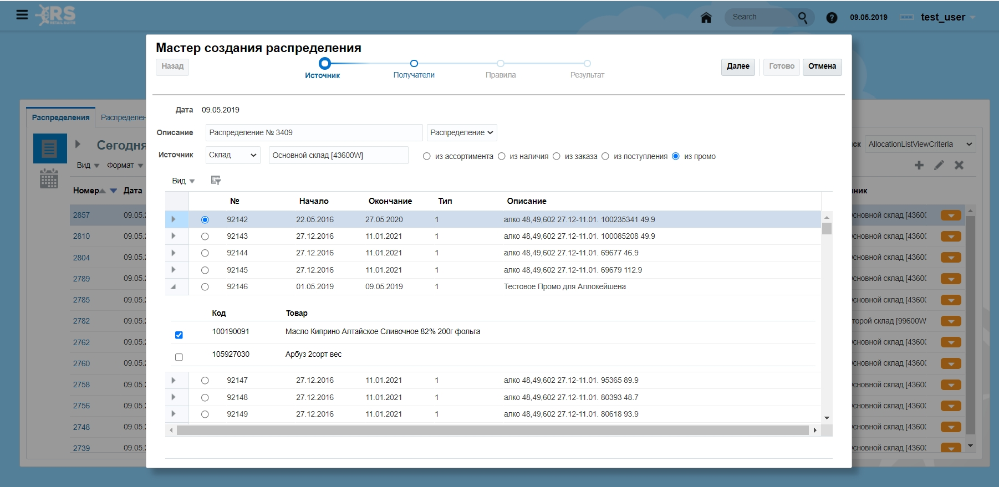 RS
RETAIL SUITE
Search
?
09.05.2019
test_user
Мастер создания распределения
Назад
Источник
Получатели
Правила
Результат
Далее
Готово
Отмена
Дата 09.05.2019
Описание Распределение № 3409 Распределение
Источник Склад Основной склад [43600W] из ассортимента из наличия из заказа из поступления из промо
Вид
№ Начало Окончание Тип Описание
92142 22.05.2016 27.05.2020 1 алко 48,49,602 27.12-11.01. 100235341 49.9
92143 27.12.2016 11.01.2021 1 алко 48,49,602 27.12-11.01. 100085208 49.9
92144 27.12.2016 11.01.2021 1 алко 48,49,602 27.12-11.01. 69677 46.9
92145 27.12.2016 11.01.2021 1 алко 48,49,602 27.12-11.01. 69679 112.9
92146 01.05.2019 09.05.2019 1 Тестовое Промо для Аллокейшена
Код Товар
100190091 Масло Киприно Алтайское Сливочное 82% 200г фольга
105927030 Арбуз 2сорт вес
92147 27.12.2016 11.01.2021 1 алко 48,49,602 27.12-11.01. 95365 89.9
92148 27.12.2016 11.01.2021 1 алко 48,49,602 27.12-11.01. 80393 48.7
92149 27.12.2016 11.01.2021 1 алко 48,49,602 27.12-11.01. 80618 93.9
Распределения Распределен
Сегодня
Вид Формат
Номер Дата
2857 09.05.2
2810 09.05.2
2804 09.05.2
2789 09.05.2
2785 09.05.2
2782 09.05.2
2762 09.05.2
2760 09.05.2
2758 09.05.2
2756 09.05.2
2748 09.05.2
2739 09.05.2
ск AllocationListViewCriteria
ник
сновной склад [4360
сновной склад [4360
сновной склад [4360
сновной склад [4360
сновной склад [4360
торой склад [99600W
сновной склад [4360
сновной склад [4360
сновной склад [4360
сновной склад [4360
сновной склад [4360
сновной склад [4360